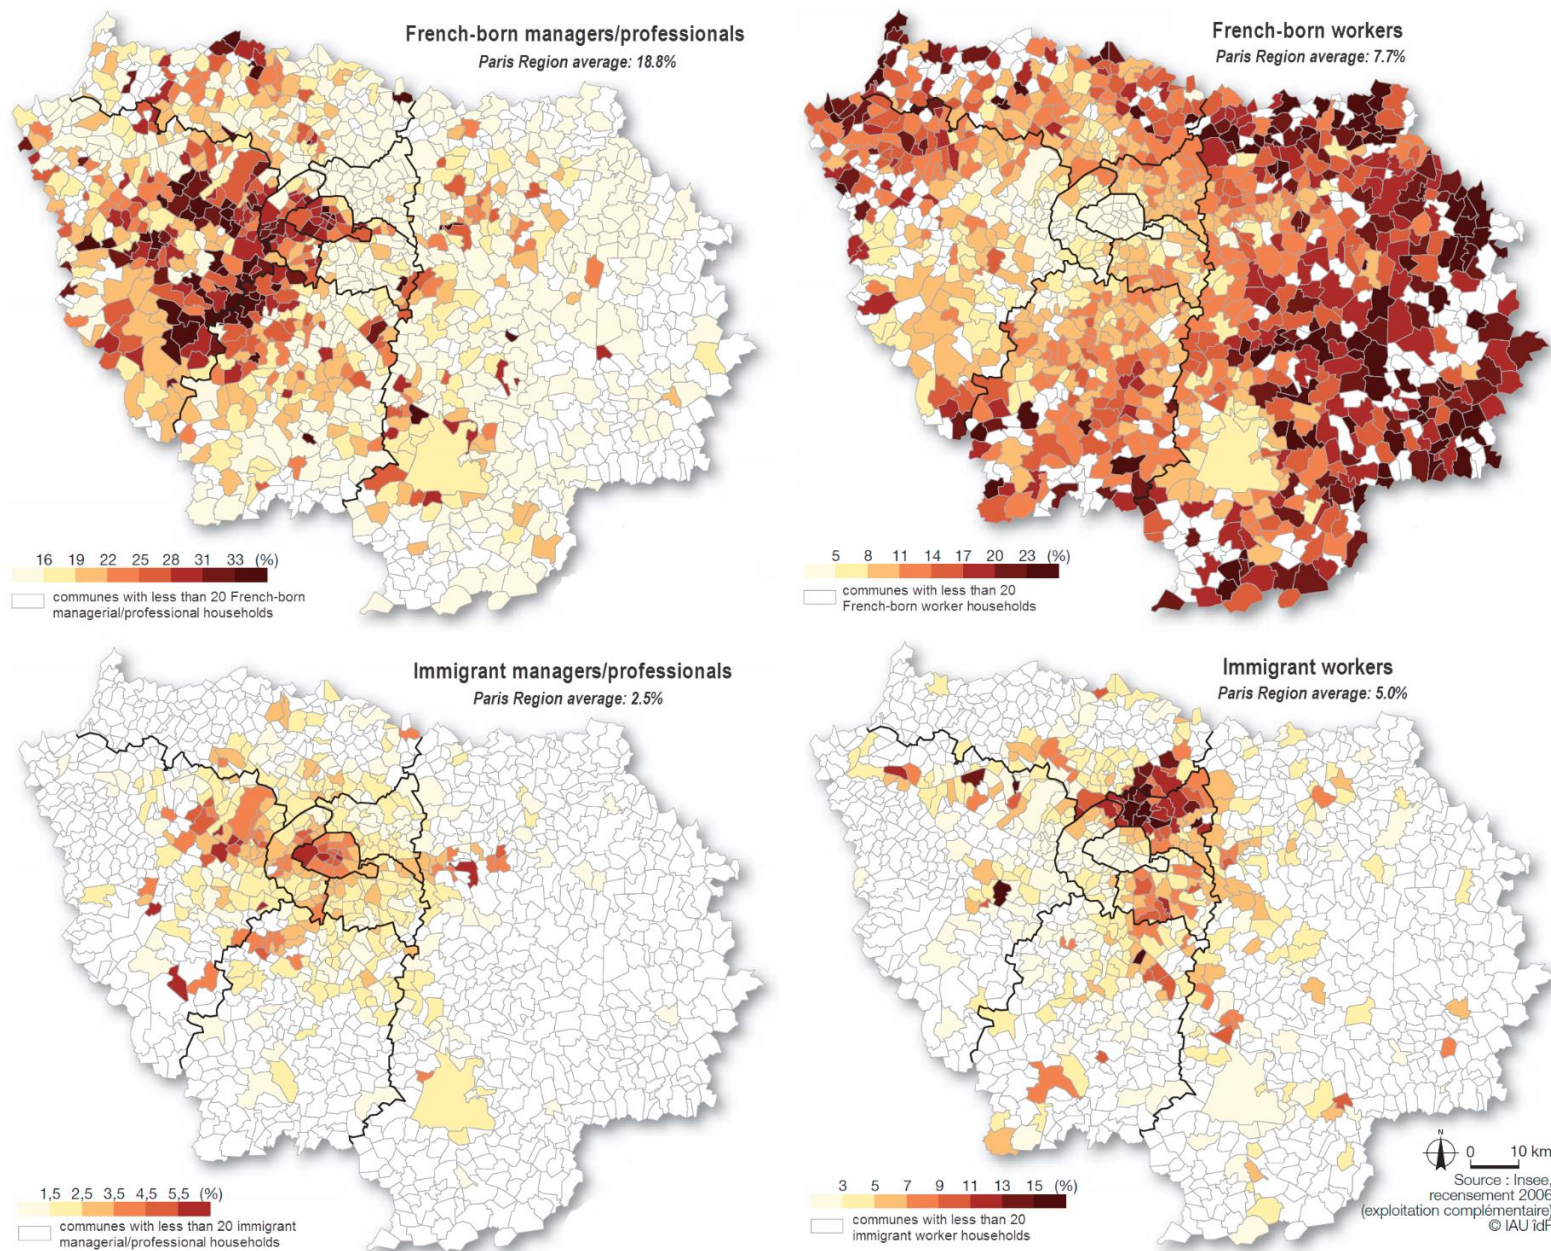 French-born managers/professionals
Paris Region average: 18.8%
16 19 22 25 28 31 33 (%)
communes with less than 20 French-born
managerial/professional households
French-born workers
Paris Region average: 7.7%
5 8 11 14 17 20 23 (%)
communes with less than 20
French-born worker households
Immigrant managers/professionals
Paris Region average: 2.5%
1,5 2,5 3,5 4,5 5,5 (%)
communes with less than 20 immigrant
managerial/professional households
Immigrant workers
Paris Region average: 5.0%
3 5 7 9 11 13 15 (%)
communes with less than 20
immigrant worker households
N
0 10 km
Source : Insee,
recensement 2006
(exploitation complémentaire)
© IAU îdF